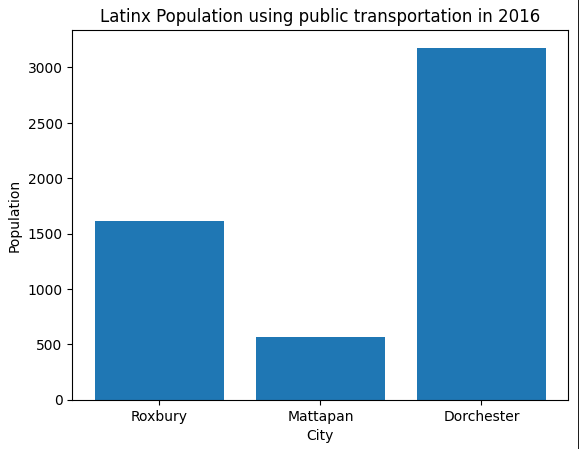 Latinx Population using public transportation in 2016
3000
2500
2000
1500
1000
500
0
Population
Roxbury Mattapan Dorchester
City